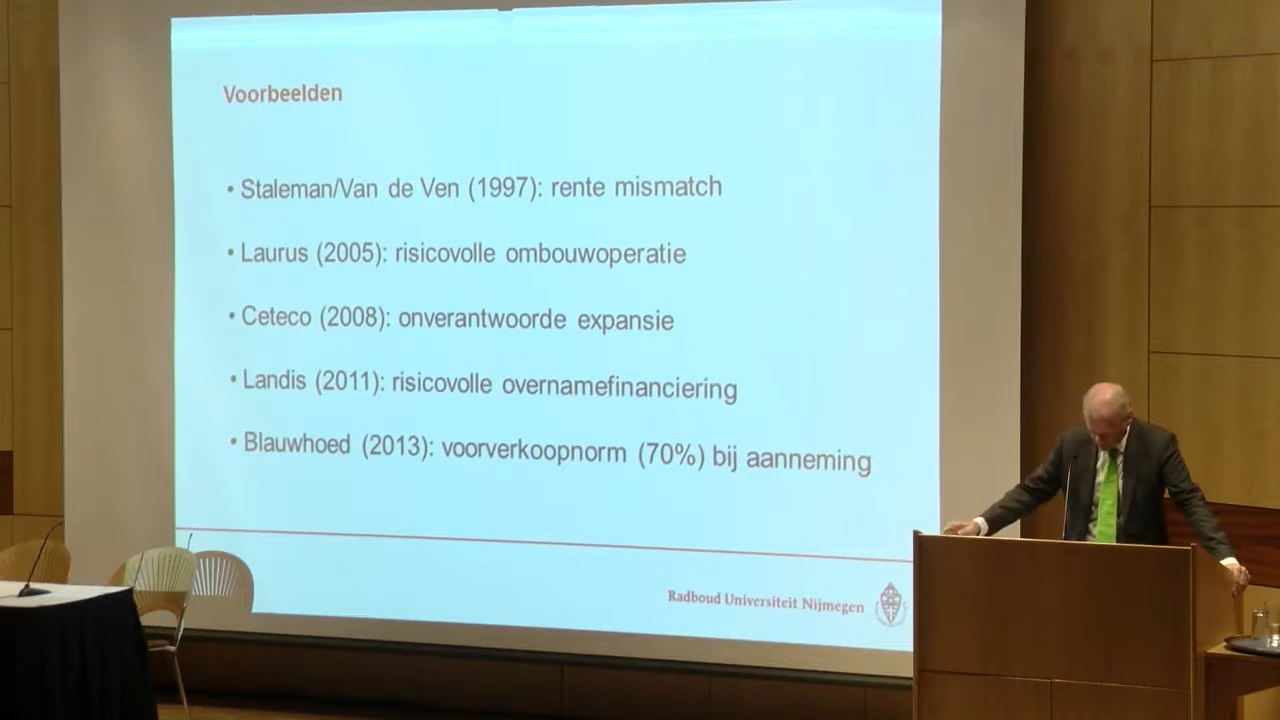 Voorbeelden
• Staleman/Van de Ven (1997): rente mismatch
• Laurus (2005): risicovolle ombouwoperatie
• Ceteco (2008): onverantwoorde expansie
• Landis (2011): risicovolle overnamefinanciering
• Blauwhoed (2013): voorverkoopnorm (70%) bij aanneming
Radboud Universiteit Nijmegen